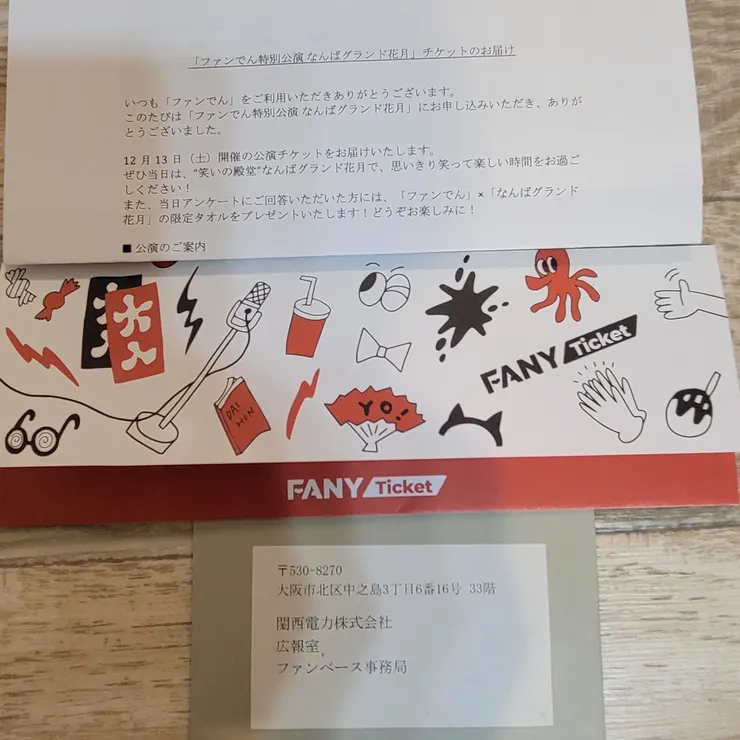 「ファンでん特別公演 なんばグランド花月」チケットのお届け
いつも「ファンでん」をご利用いただきありがとうございます。
このたびは「ファンでん特別公演 なんばグランド花月」にお申し込みいただき、ありが
とうございました。
12月13日（土）開催の公演チケットをお届けいたします。
ぜひ当日は、"笑いの殿堂"なんばグランド花月で、思いきり笑って楽しい時間をお過ご
しください！
また、当日アンケートにご回答いただいた方には、「ファンでん」×「なんばグランド
花月」の限定タオルをプレゼントいたします！どうぞお楽しみに！
■ 公演のご案内
FANY Ticket
DAI
HON
YO!
FANY Ticket
〒530-8270
大阪市北区中之島3丁目6番16号 33階
関西電力株式会社
広報室、
ファンベース事務局